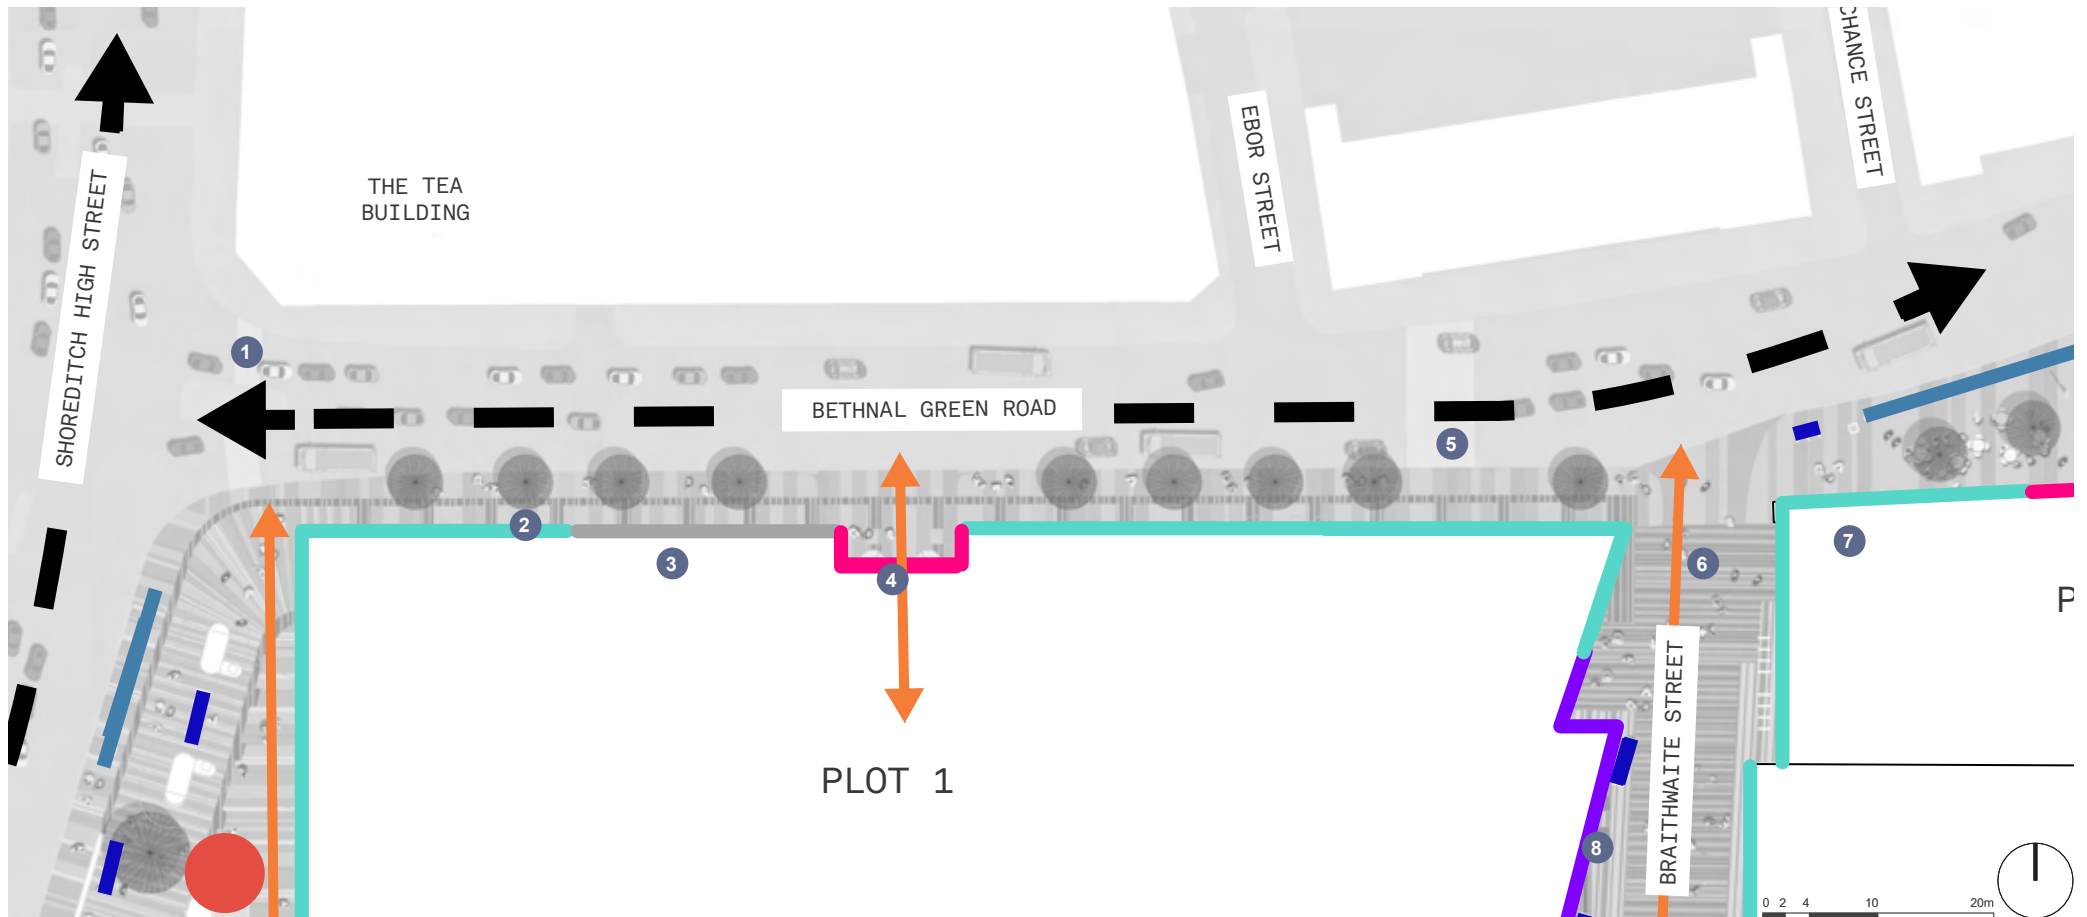 CHANCE STREET
EBOR STREET
THE TEA
BUILDING
SHOREDITCH HIGH STREET
1
BETHNAL GREEN ROAD
5
2
3
4
6
7
P
BRAITHWAITE STREET
PLOT 1
8
0 2 4 10 20m